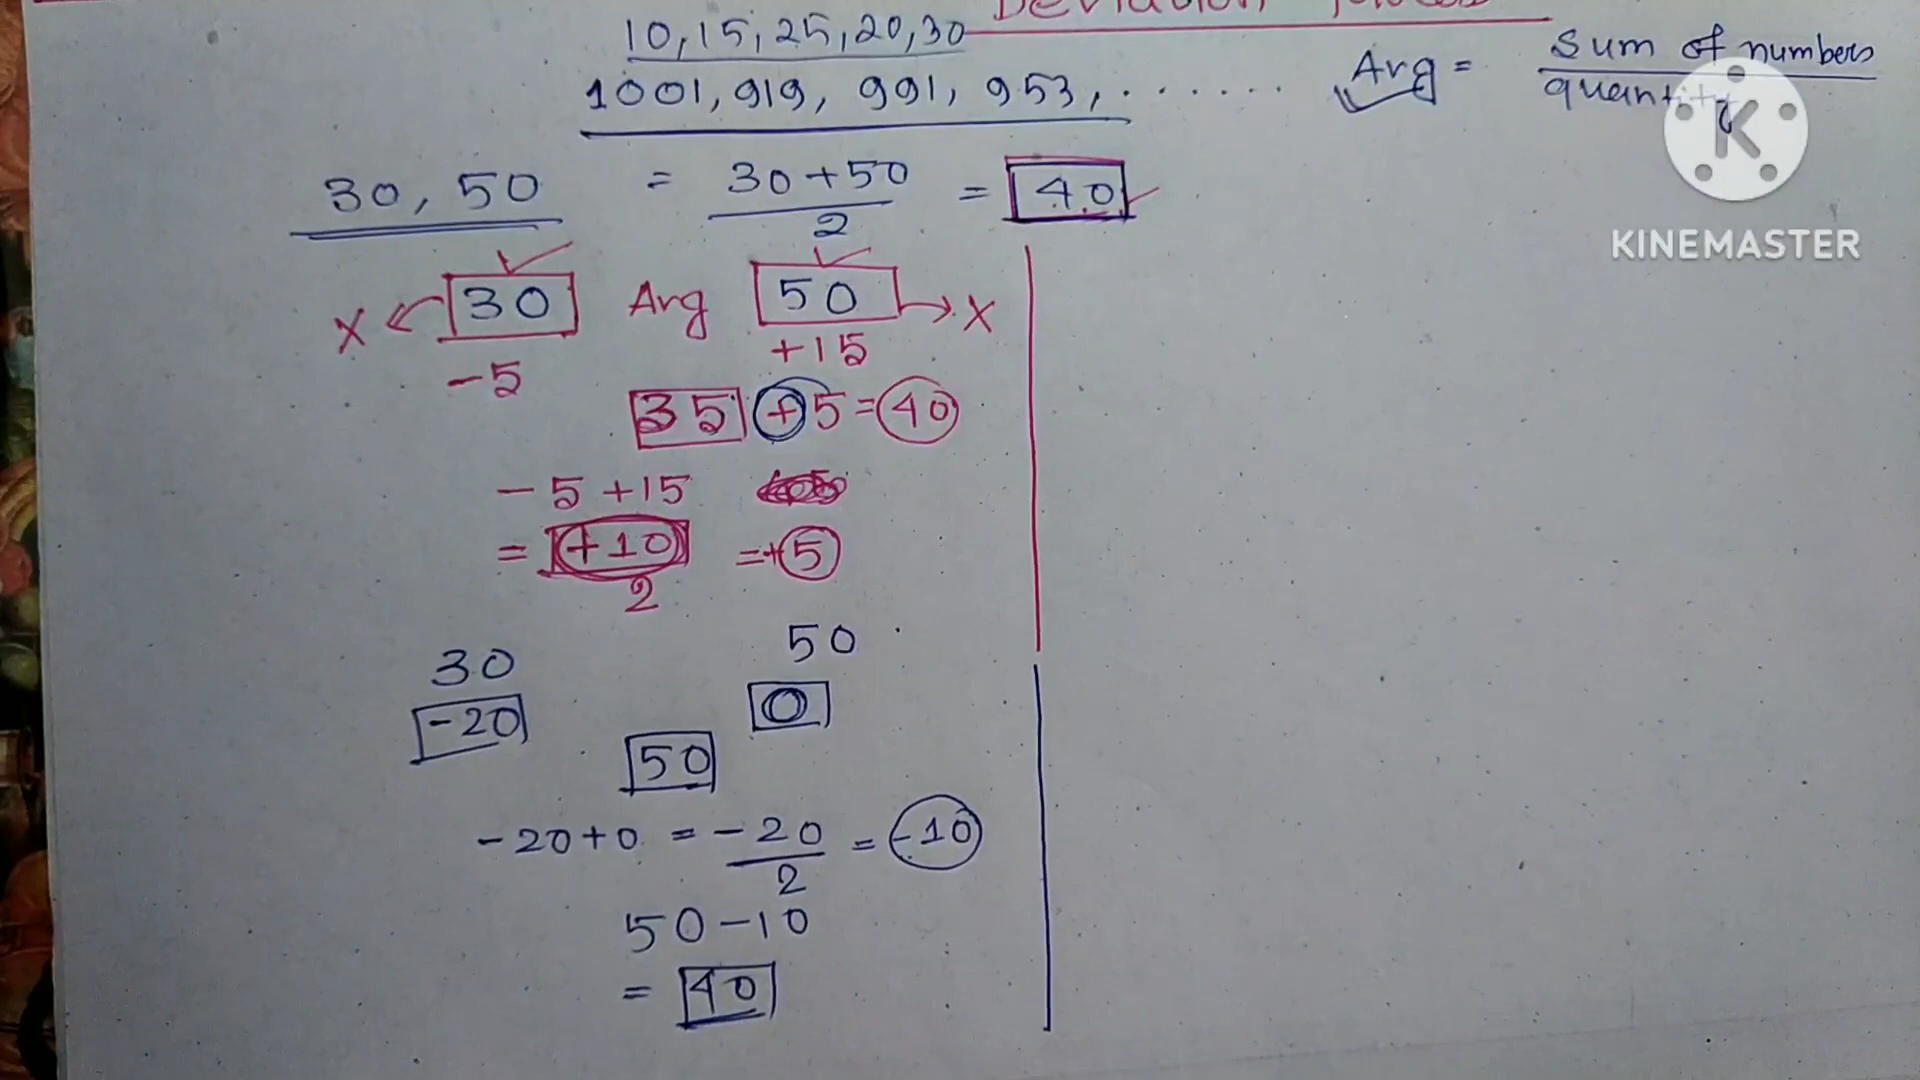 Deviation
10, 15, 25, 20, 30
1001, 919, 991, 953, .......
Avg = sum of numbers / quantity
30, 50 = 30+50 / 2 = 40
X ← 30 Avg 50 → X
-5 +15
35 + 5 = 40
- 5 + 15
= +10 / 2 = +5
30 50
-20 0
50
-20+0 = -20 / 2 = -10
50-10
= 40
K
KINEMASTER